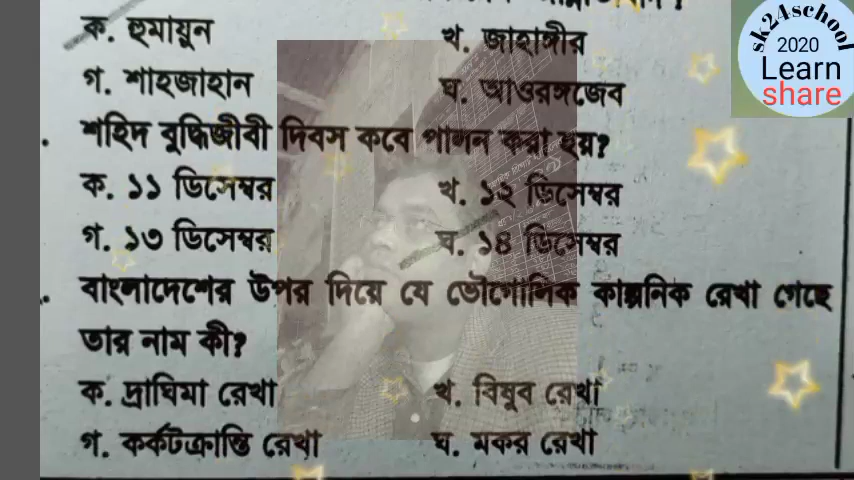 ক. হুমায়ুন
খ. জাহাঙ্গীর
গ. শাহজাহান
ঘ. আওরঙ্গজেব
শহিদ বুদ্ধিজীবী দিবস কবে পালন করা হয়?
ক. ১১ ডিসেম্বর
খ. ১২ ডিসেম্বর
গ. ১৩ ডিসেম্বর
ঘ. ১৪ ডিসেম্বর
বাংলাদেশের উপর দিয়ে যে ভৌগোলিক কাল্পনিক রেখা গেছে
তার নাম কী?
ক. দ্রাঘিমা রেখা
খ. বিষুব রেখা
গ. কর্কটক্রান্তি রেখা
ঘ. মকর রেখা
sk24school
2020
Learn
share